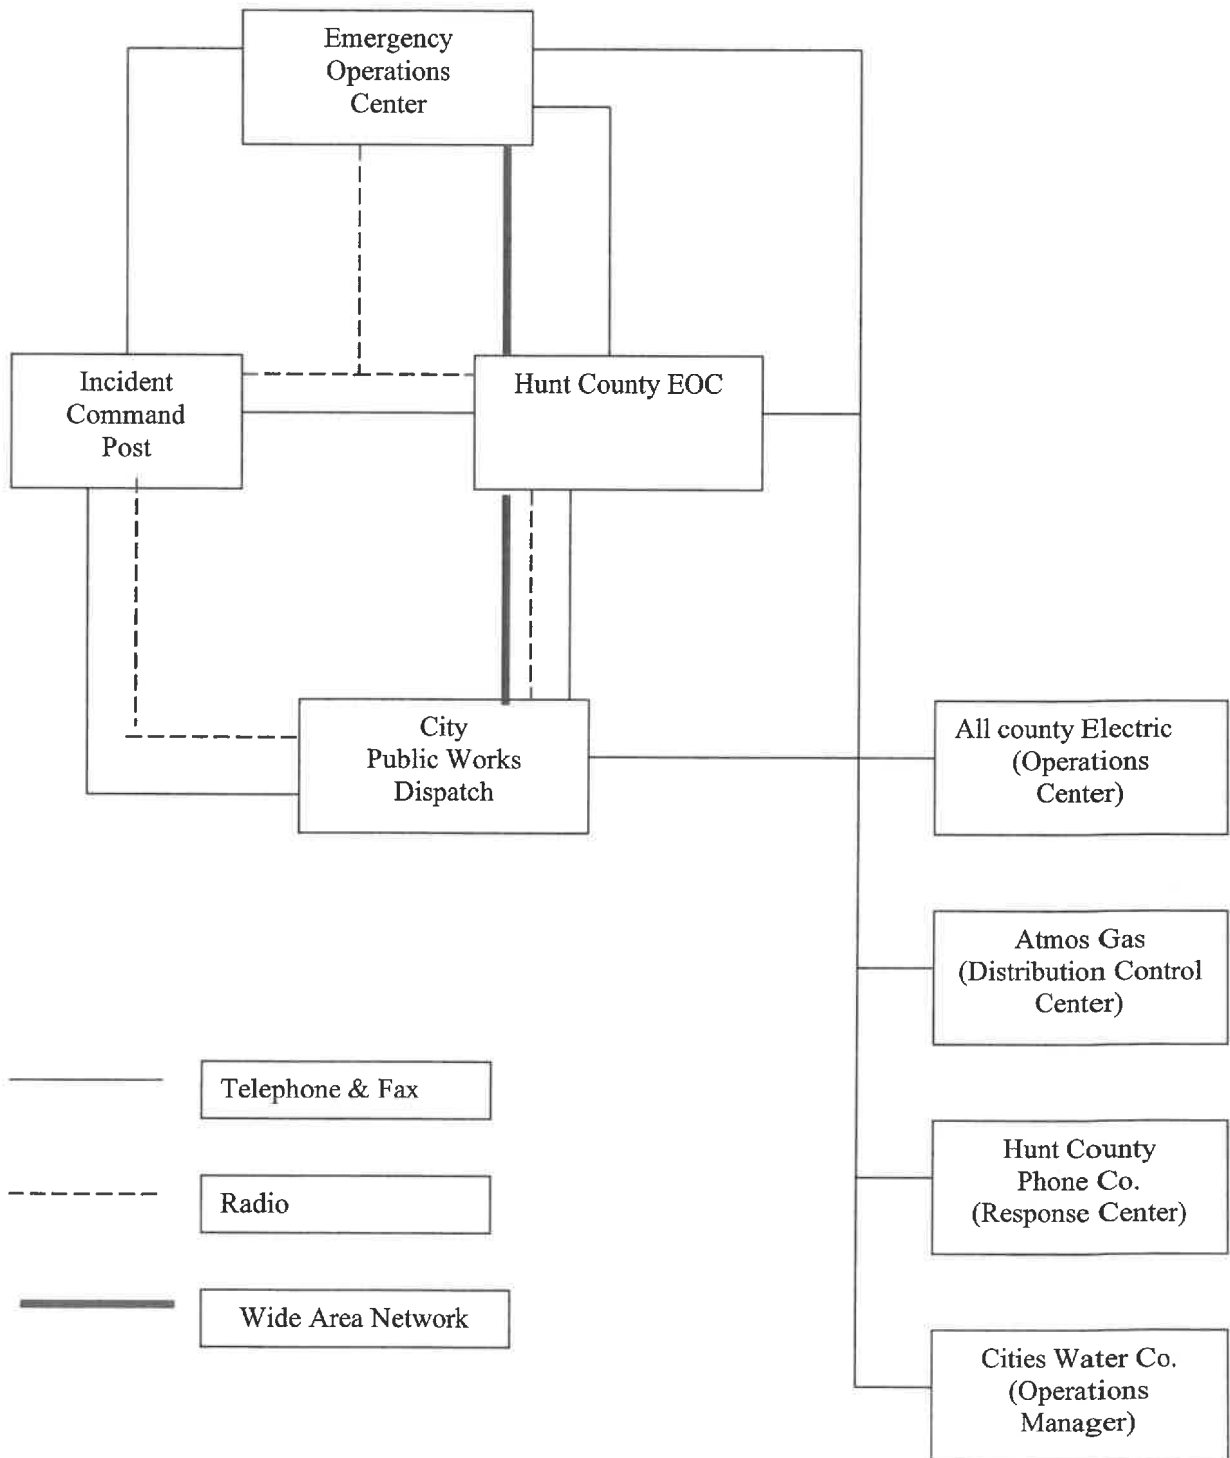 Emergency
Operations
Center
Incident
Command
Post
Hunt County EOC
City
Public Works
Dispatch
All county Electric
(Operations
Center)
Atmos Gas
(Distribution Control
Center)
Hunt County
Phone Co.
(Response Center)
Cities Water Co.
(Operations
Manager)
Telephone & Fax
Radio
Wide Area Network